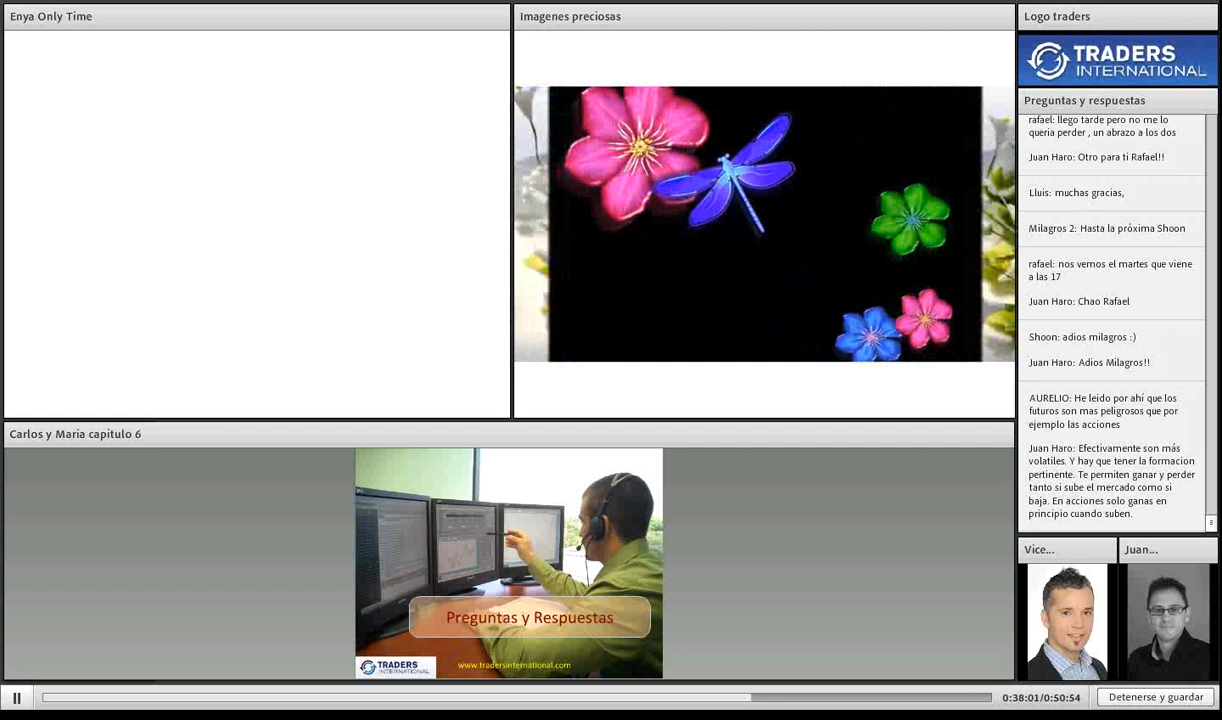 Enya Only Time
Imagenes preciosas
Logo traders
TRADERS
INTERNATIONAL
Preguntas y respuestas
rafael: llego tarde pero no me lo
queria perder , un abrazo a los dos
Juan Haro: Otro para ti Rafael!!
Lluis: muchas gracias,
Milagros 2: Hasta la próxima Shoon
rafael: nos vemos el martes que viene
a las 17
Juan Haro: Chao Rafael
Shoon: adios milagros :)
Juan Haro: Adios Milagros!!
AURELIO: He leido por ahí que los
futuros son mas peligrosos que por
ejemplo las acciones
Juan Haro: Efectivamente son más
volatiles. Y hay que tener la formacion
pertinente. Te permiten ganar y perder
tanto si sube el mercado como si
baja. En acciones solo ganas en
principio cuando suben.
Carlos y Maria capitulo 6
Preguntas y Respuestas
TRADERS
INTERNATIONAL
www.tradersinternational.com
Vice...
Juan...
0:38:01/0:50:54
Detenerse y guardar